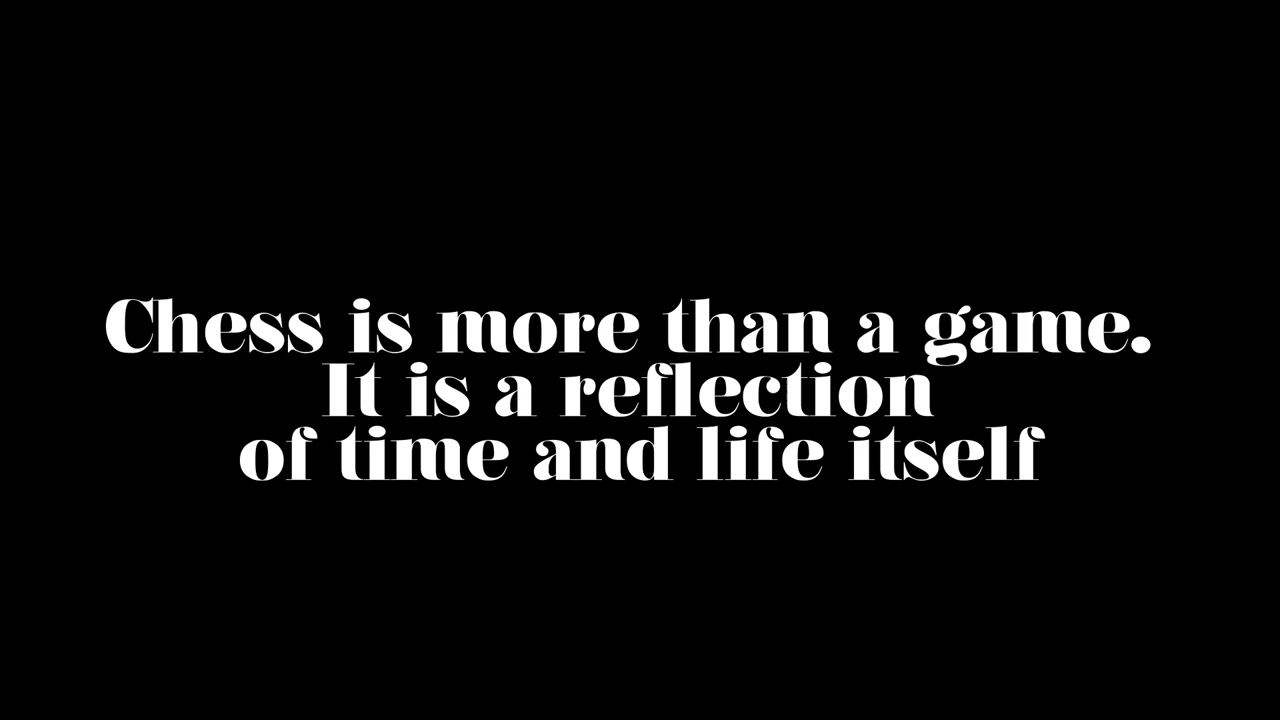 Chess is more than a game.
It is a reflection
of time and life itself